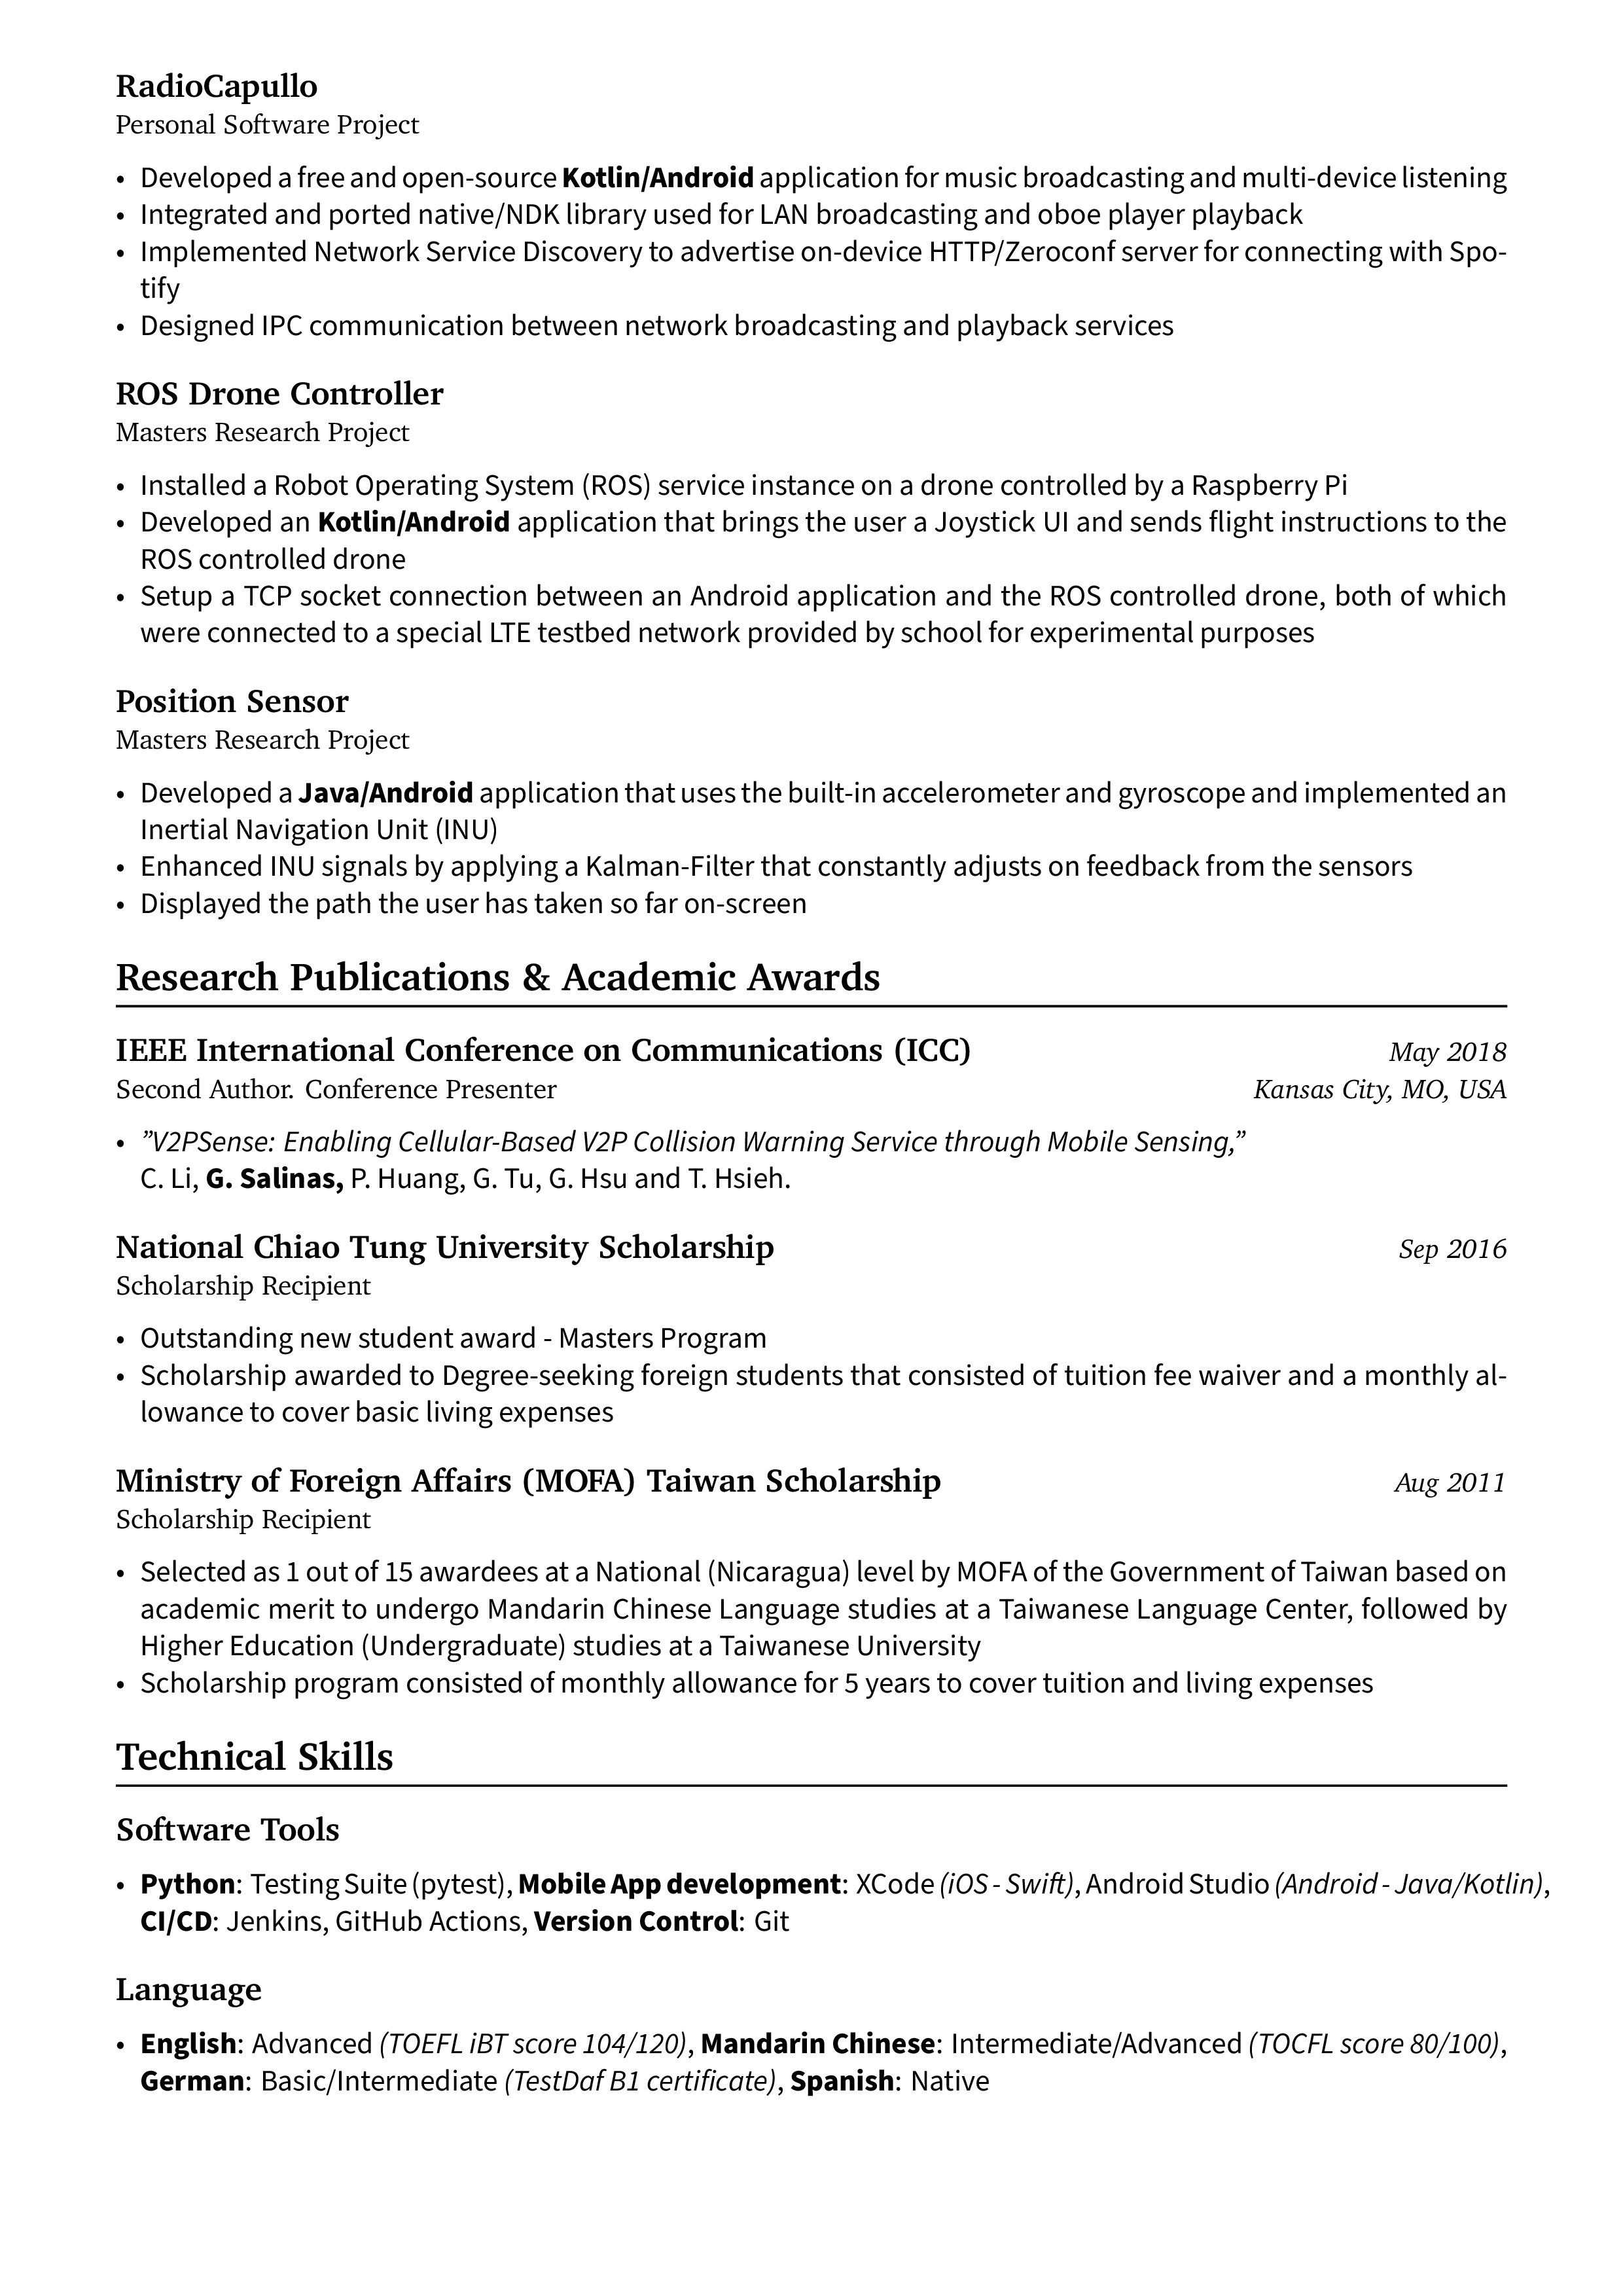 RadioCapullo
Personal Software Project
• Developed a free and open-source Kotlin/Android application for music broadcasting and multi-device listening
• Integrated and ported native/NDK library used for LAN broadcasting and oboe player playback
• Implemented Network Service Discovery to advertise on-device HTTP/Zeroconf server for connecting with Spo-
tify
• Designed IPC communication between network broadcasting and playback services
ROS Drone Controller
Masters Research Project
• Installed a Robot Operating System (ROS) service instance on a drone controlled by a Raspberry Pi
• Developed an Kotlin/Android application that brings the user a Joystick UI and sends flight instructions to the
ROS controlled drone
• Setup a TCP socket connection between an Android application and the ROS controlled drone, both of which
were connected to a special LTE testbed network provided by school for experimental purposes
Position Sensor
Masters Research Project
• Developed a Java/Android application that uses the built-in accelerometer and gyroscope and implemented an
Inertial Navigation Unit (INU)
• Enhanced INU signals by applying a Kalman-Filter that constantly adjusts on feedback from the sensors
• Displayed the path the user has taken so far on-screen
Research Publications & Academic Awards
IEEE International Conference on Communications (ICC) May 2018
Second Author. Conference Presenter Kansas City, MO, USA
• ”V2PSense: Enabling Cellular-Based V2P Collision Warning Service through Mobile Sensing,”
C. Li, G. Salinas, P. Huang, G. Tu, G. Hsu and T. Hsieh.
National Chiao Tung University Scholarship Sep 2016
Scholarship Recipient
• Outstanding new student award - Masters Program
• Scholarship awarded to Degree-seeking foreign students that consisted of tuition fee waiver and a monthly al-
lowance to cover basic living expenses
Ministry of Foreign Affairs (MOFA) Taiwan Scholarship Aug 2011
Scholarship Recipient
• Selected as 1 out of 15 awardees at a National (Nicaragua) level by MOFA of the Government of Taiwan based on
academic merit to undergo Mandarin Chinese Language studies at a Taiwanese Language Center, followed by
Higher Education (Undergraduate) studies at a Taiwanese University
• Scholarship program consisted of monthly allowance for 5 years to cover tuition and living expenses
Technical Skills
Software Tools
• Python: Testing Suite (pytest), Mobile App development: XCode (iOS - Swift), Android Studio (Android - Java/Kotlin),
CI/CD: Jenkins, GitHub Actions, Version Control: Git
Language
• English: Advanced (TOEFL iBT score 104/120), Mandarin Chinese: Intermediate/Advanced (TOCFL score 80/100),
German: Basic/Intermediate (TestDaf B1 certificate), Spanish: Native